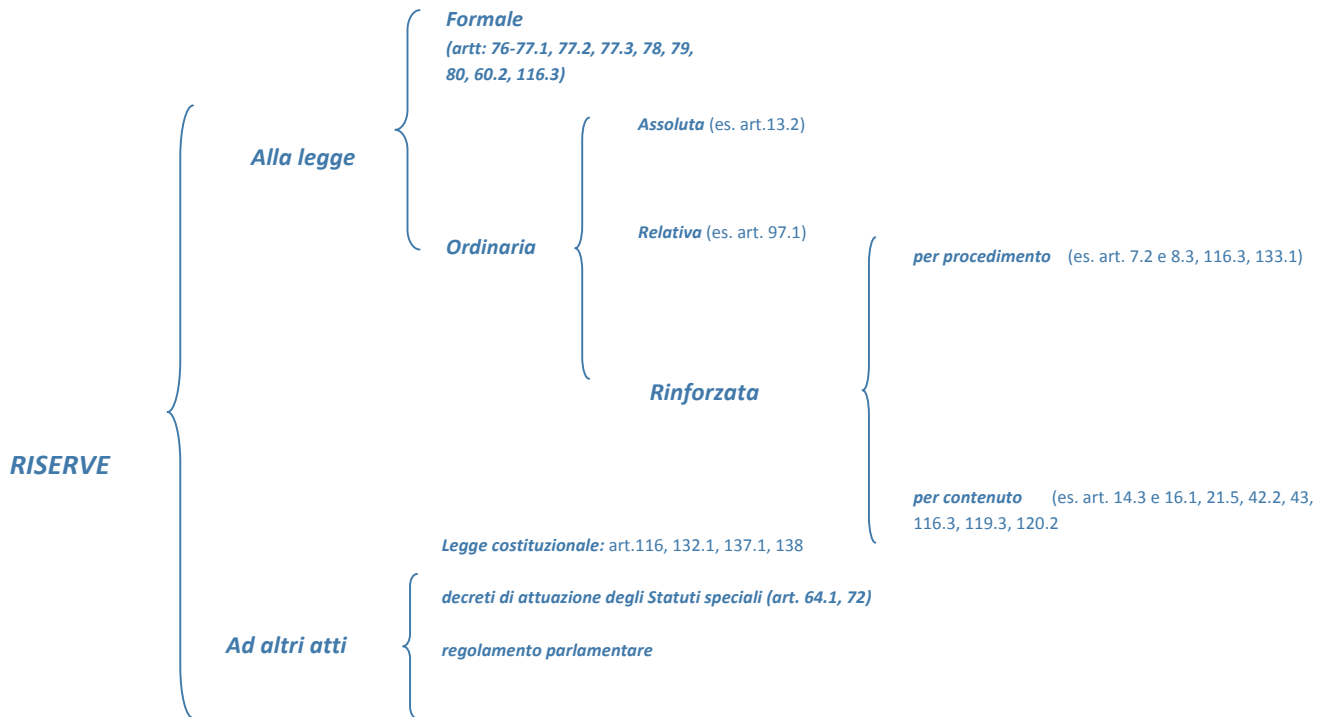 Formale
(artt: 76-77.1, 77.2, 77.3, 78, 79,
80, 60.2, 116.3)
Assoluta (es. art.13.2)
Alla legge
Relativa (es. art. 97.1)
Ordinaria
per procedimento (es. art. 7.2 e 8.3, 116.3, 133.1)
Rinforzata
RISERVE
per contenuto (es. art. 14.3 e 16.1, 21.5, 42.2, 43,
116.3, 119.3, 120.2
Legge costituzionale: art.116, 132.1, 137.1, 138
decreti di attuazione degli Statuti speciali (art. 64.1, 72)
Ad altri atti
regolamento parlamentare